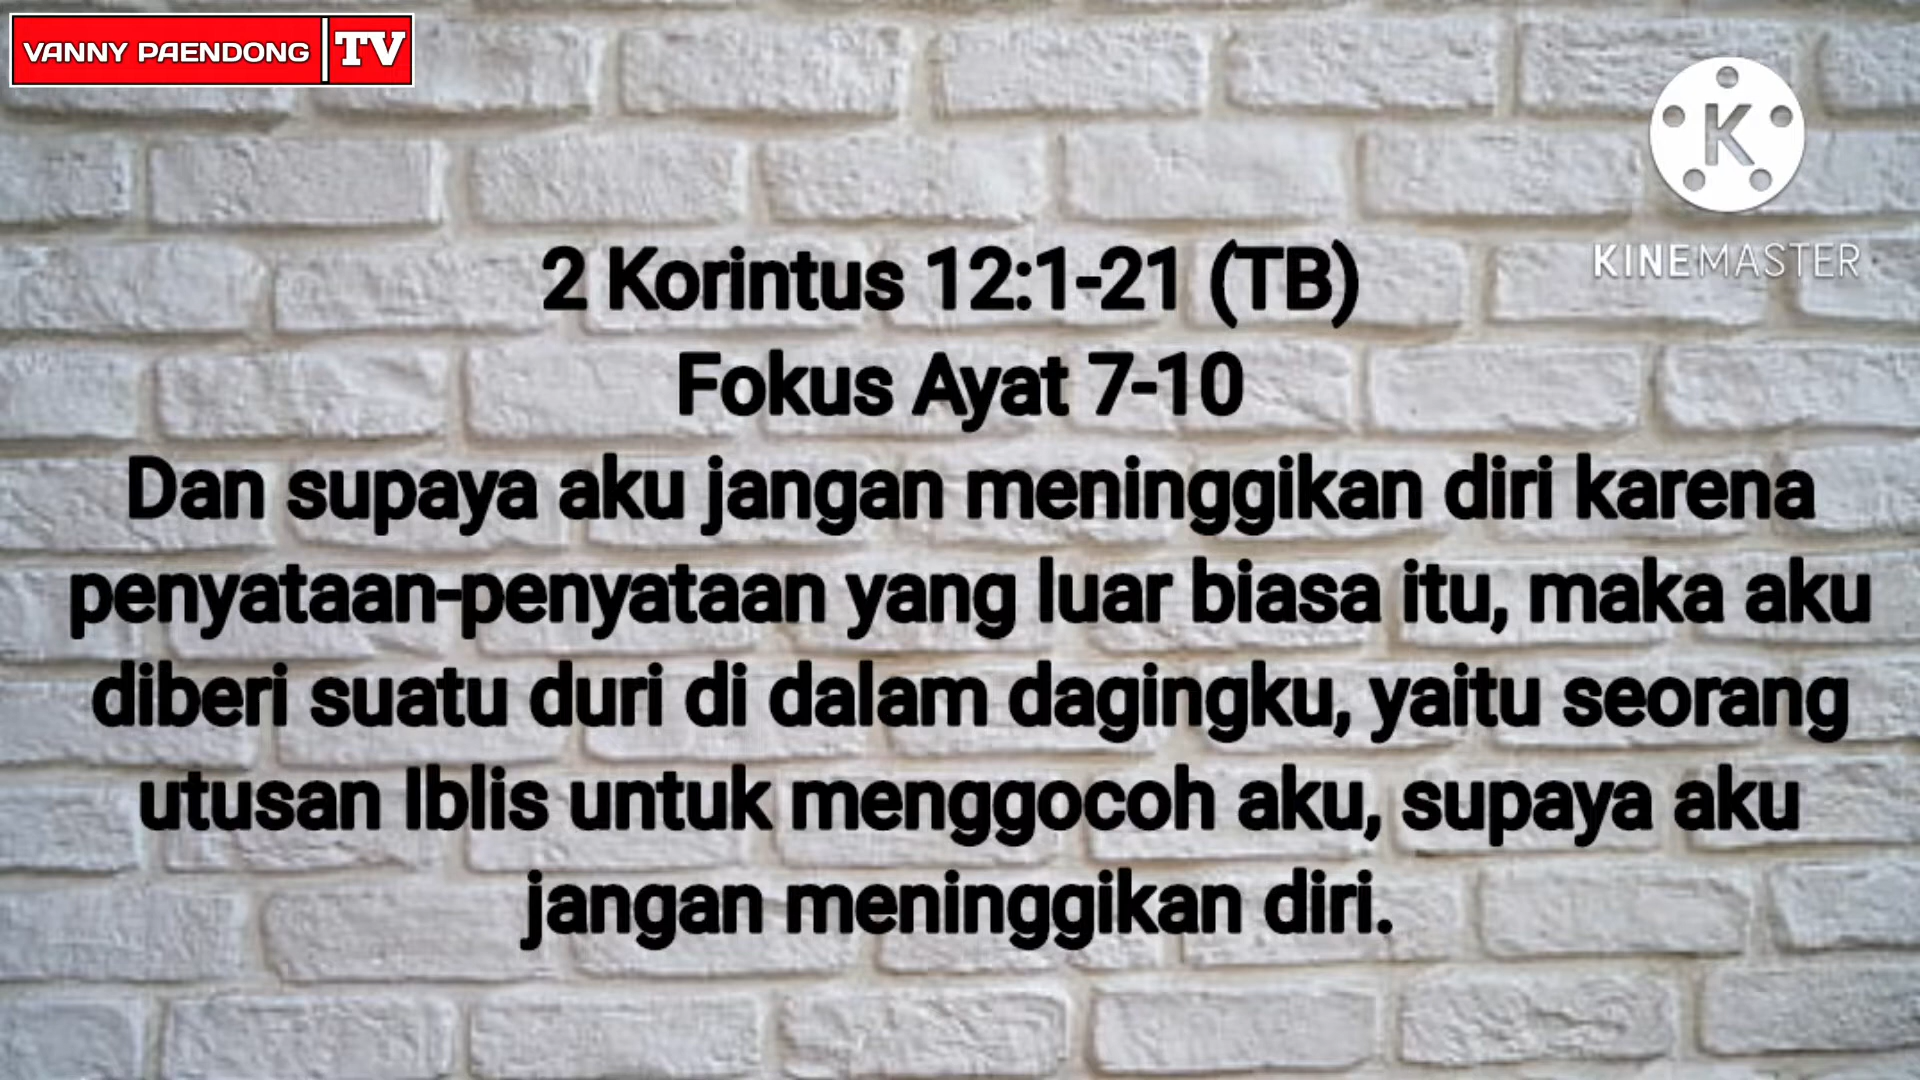 VANNY PAENDONG TV
KINEMASTER
2 Korintus 12:1-21 (TB)
Fokus Ayat 7-10
Dan supaya aku jangan meninggikan diri karena
penyataan-penyataan yang luar biasa itu, maka aku
diberi suatu duri di dalam dagingku, yaitu seorang
utusan Iblis untuk menggocoh aku, supaya aku
jangan meninggikan diri.